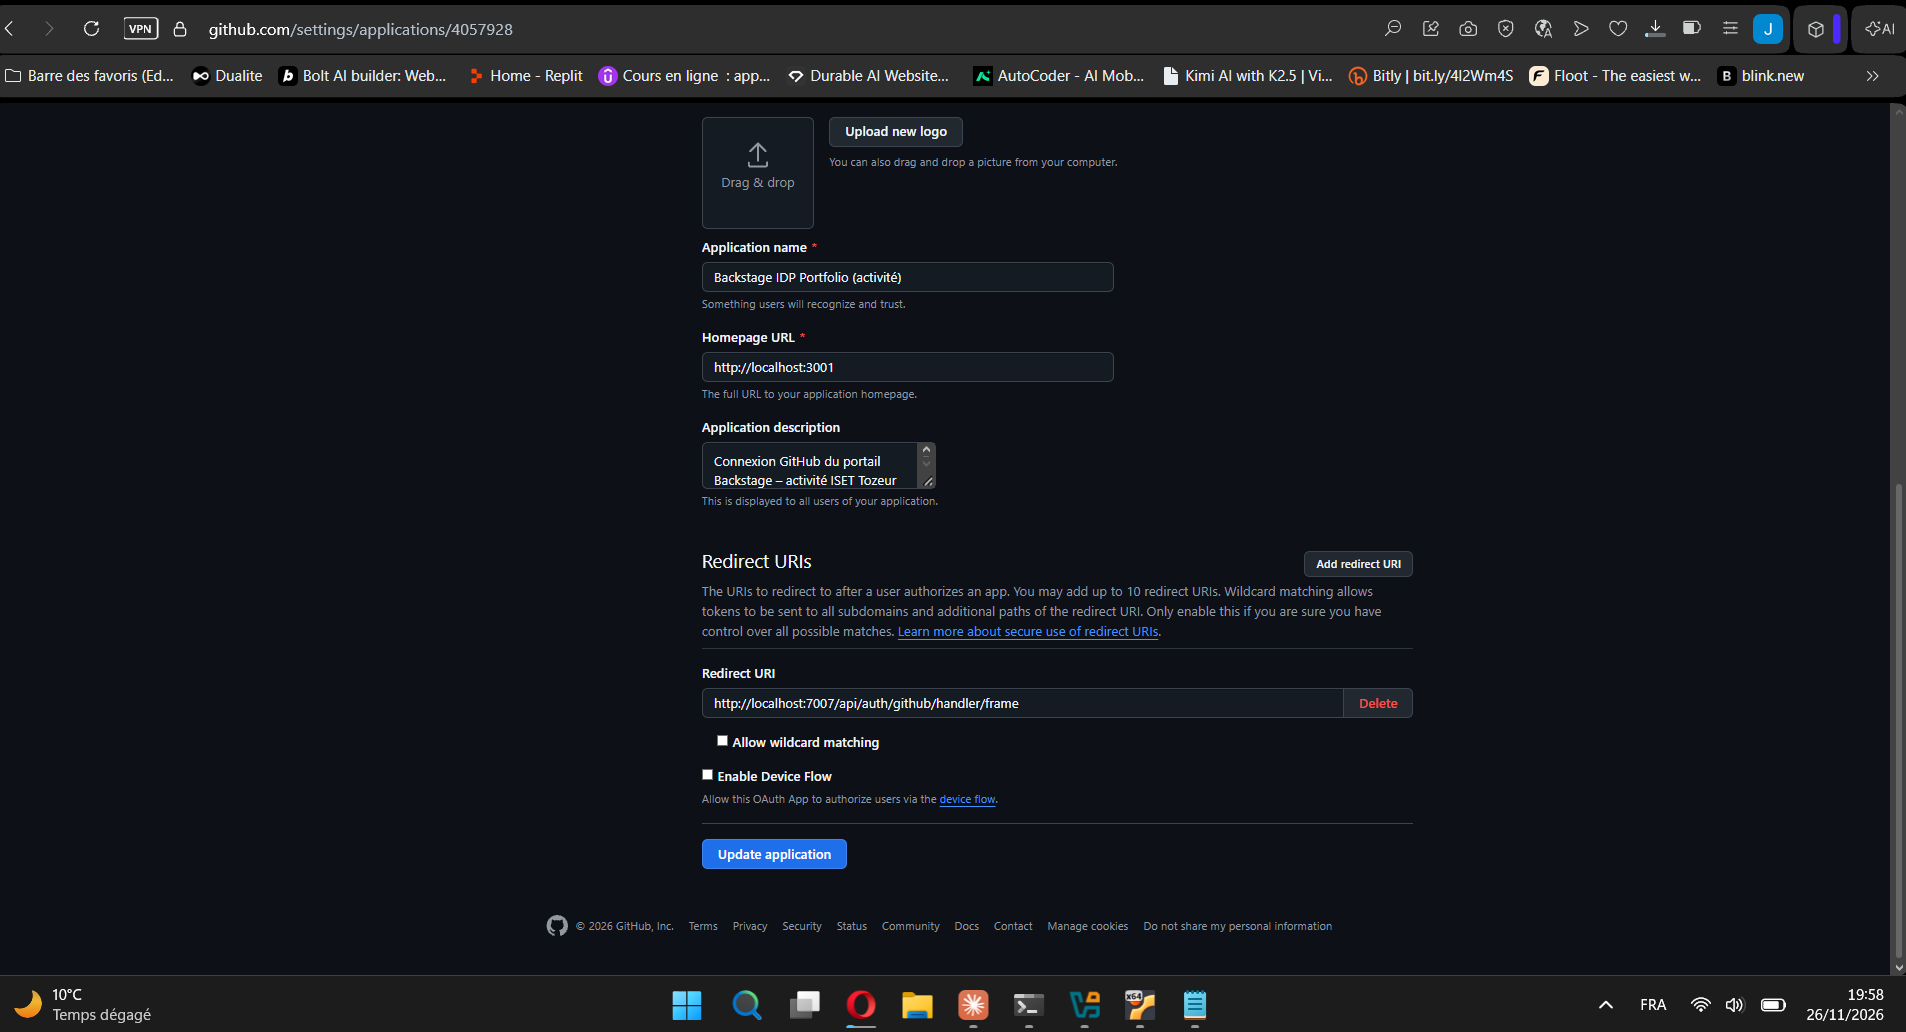 VPN
github.com/settings/applications/4057928
J
AI
Barre des favoris (Ed...
Dualite
Bolt AI builder: Web...
Home - Replit
Cours en ligne : app...
Durable AI Website...
AutoCoder - AI Mob...
Kimi AI with K2.5 | Vi...
Bitly | bit.ly/4l2Wm4S
Floot - The easiest w...
B blink.new
Drag & drop
Upload new logo
You can also drag and drop a picture from your computer.
Application name *
Backstage IDP Portfolio (activité)
Something users will recognize and trust.
Homepage URL *
http://localhost:3001
The full URL to your application homepage.
Application description
Connexion GitHub du portail
Backstage – activité ISET Tozeur
This is displayed to all users of your application.
Redirect URIs
Add redirect URI
The URIs to redirect to after a user authorizes an app. You may add up to 10 redirect URIs. Wildcard matching allows
tokens to be sent to all subdomains and additional paths of the redirect URI. Only enable this if you are sure you have
control over all possible matches. Learn more about secure use of redirect URIs.
Redirect URI
http://localhost:7007/api/auth/github/handler/frame
Delete
Allow wildcard matching
Enable Device Flow
Allow this OAuth App to authorize users via the device flow.
Update application
© 2026 GitHub, Inc.
Terms
Privacy
Security
Status
Community
Docs
Contact
Manage cookies
Do not share my personal information
10°C
Temps dégagé
x64
FRA
19:58
26/11/2026